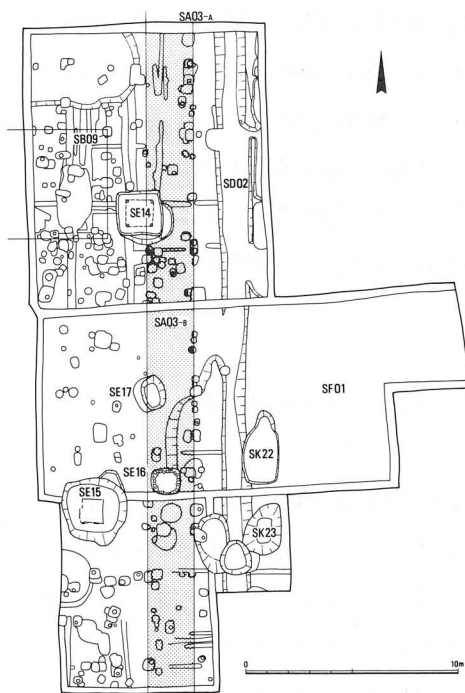 SA03-A
SB09
SE14
SD02
SA03-B
SE17
SF01
SE16
SK22
SE15
SK23
0
10m